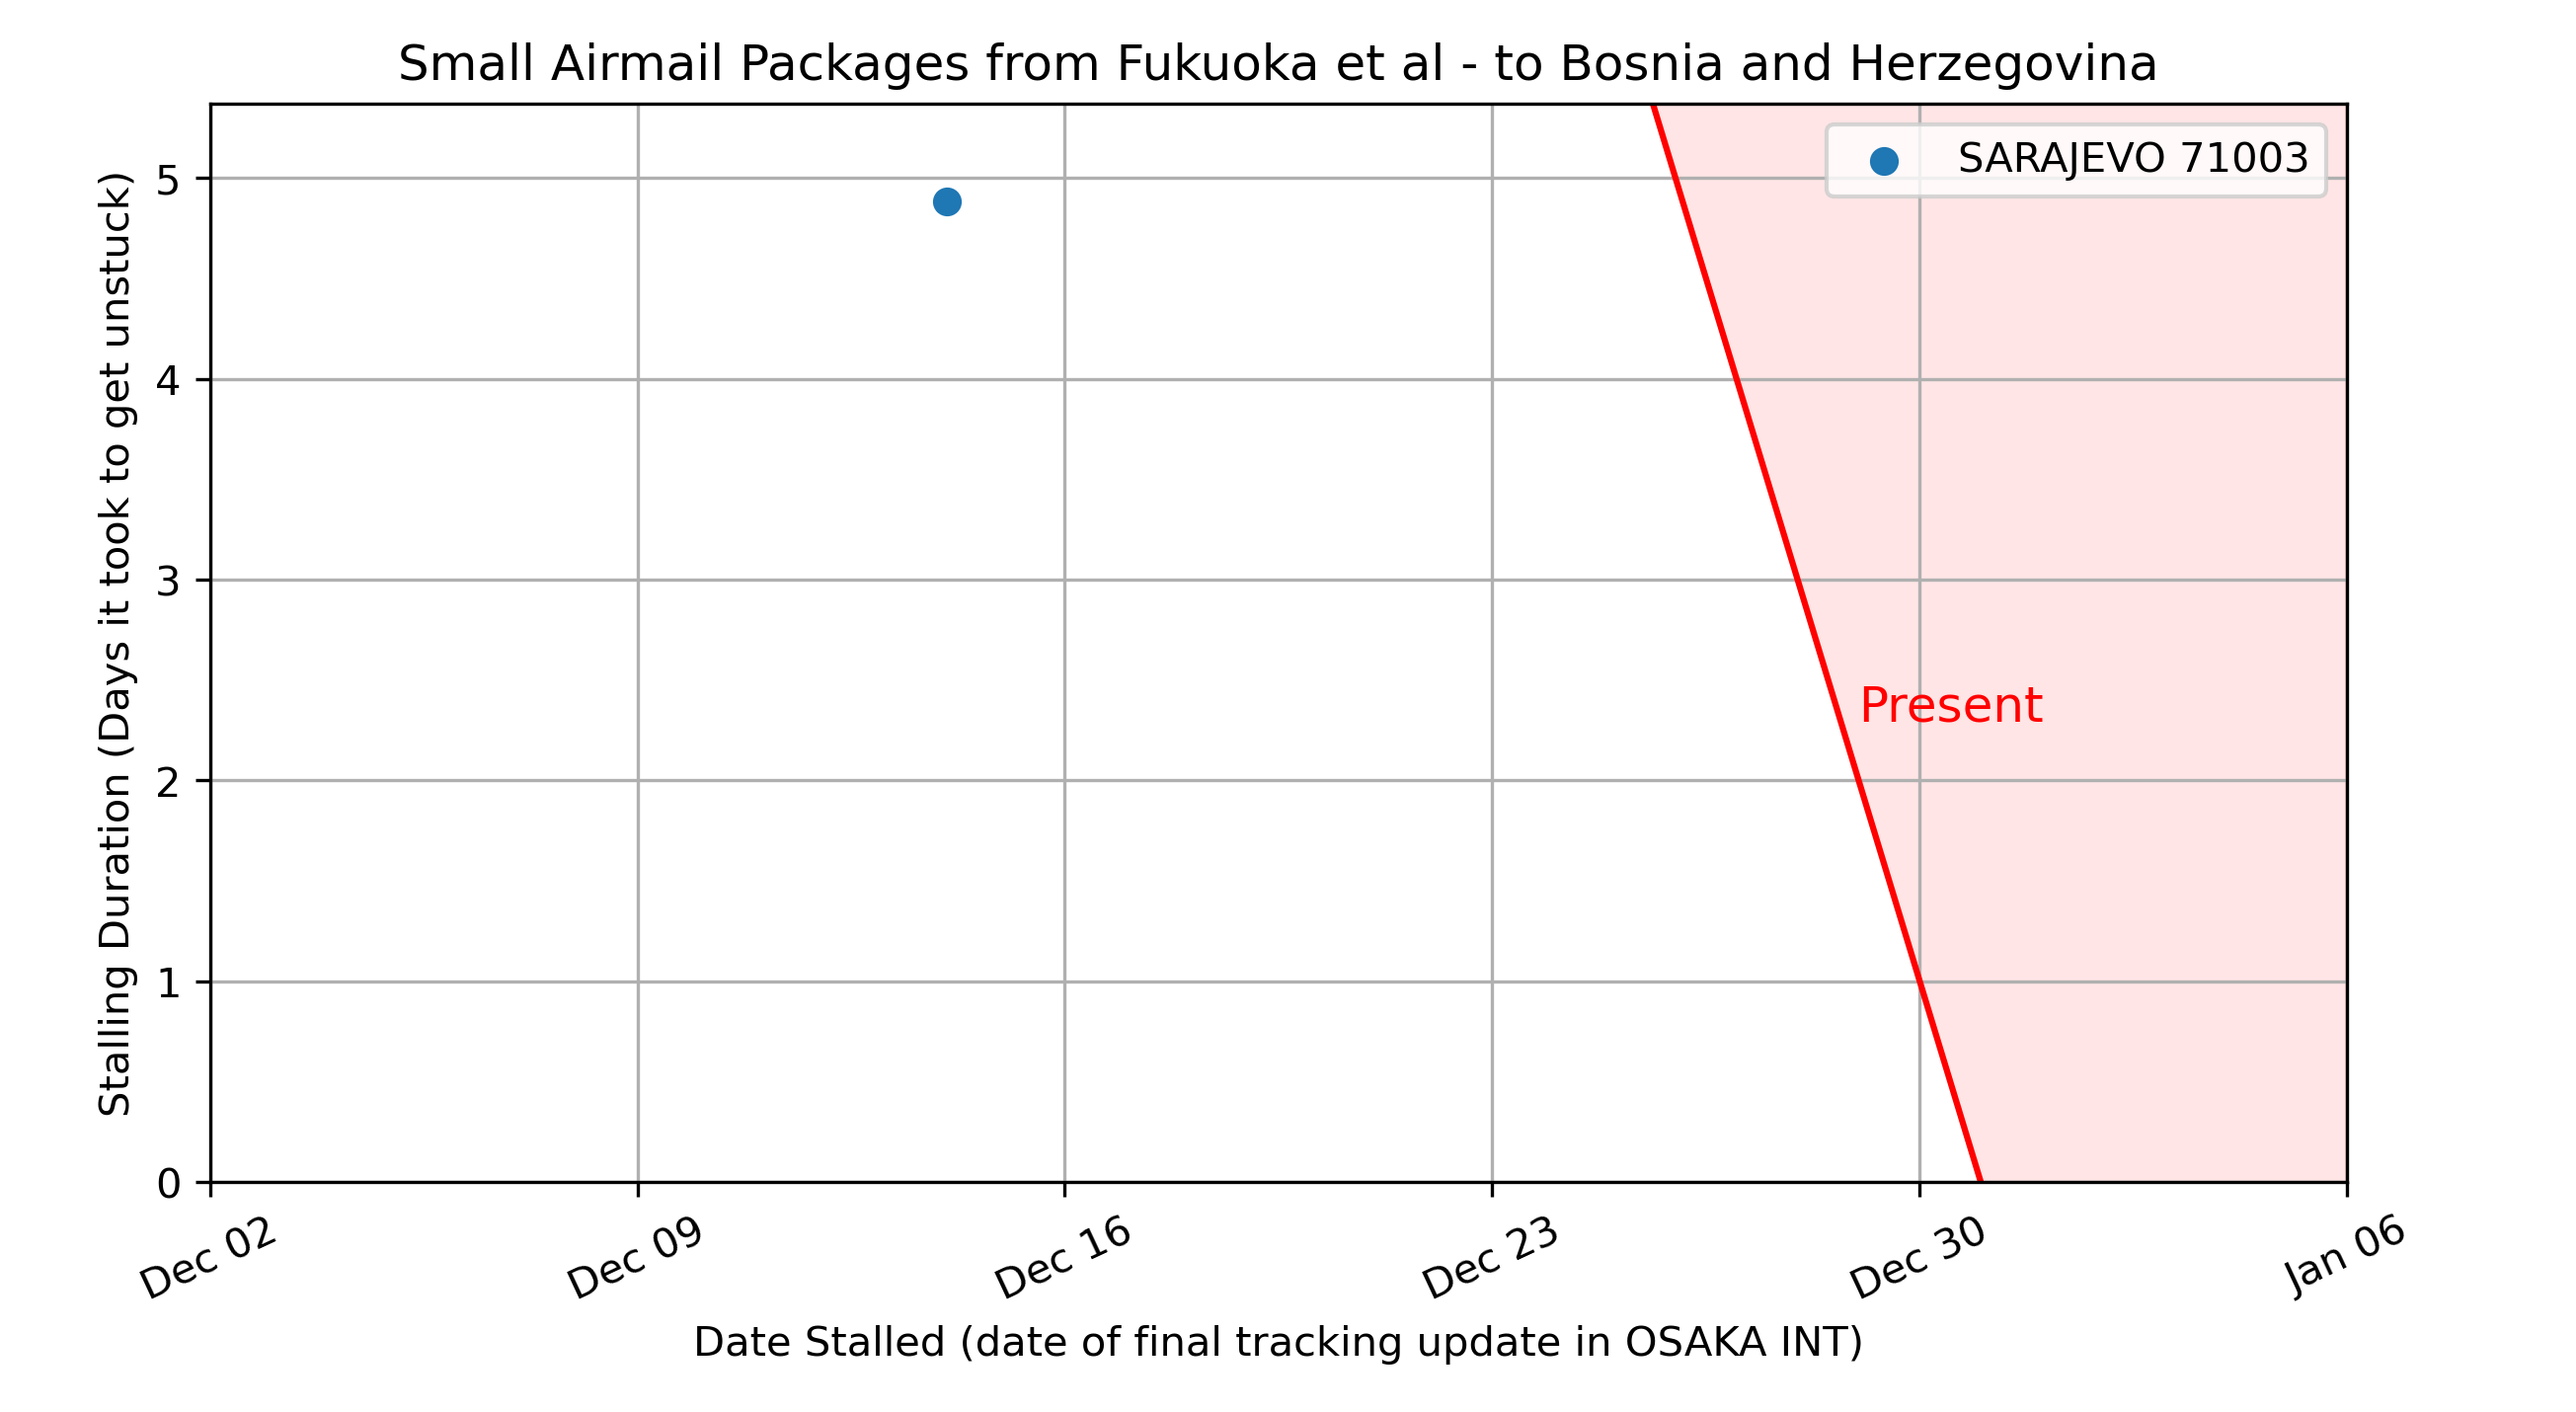 Small Airmail Packages from Fukuoka et al - to Bosnia and Herzegovina
SARAJEVO 71003
Present
Stalling Duration (Days it took to get unstuck)
5
4
3
2
1
0
Dec 02
Dec 09
Dec 16
Dec 23
Dec 30
Jan 06
Date Stalled (date of final tracking update in OSAKA INT)